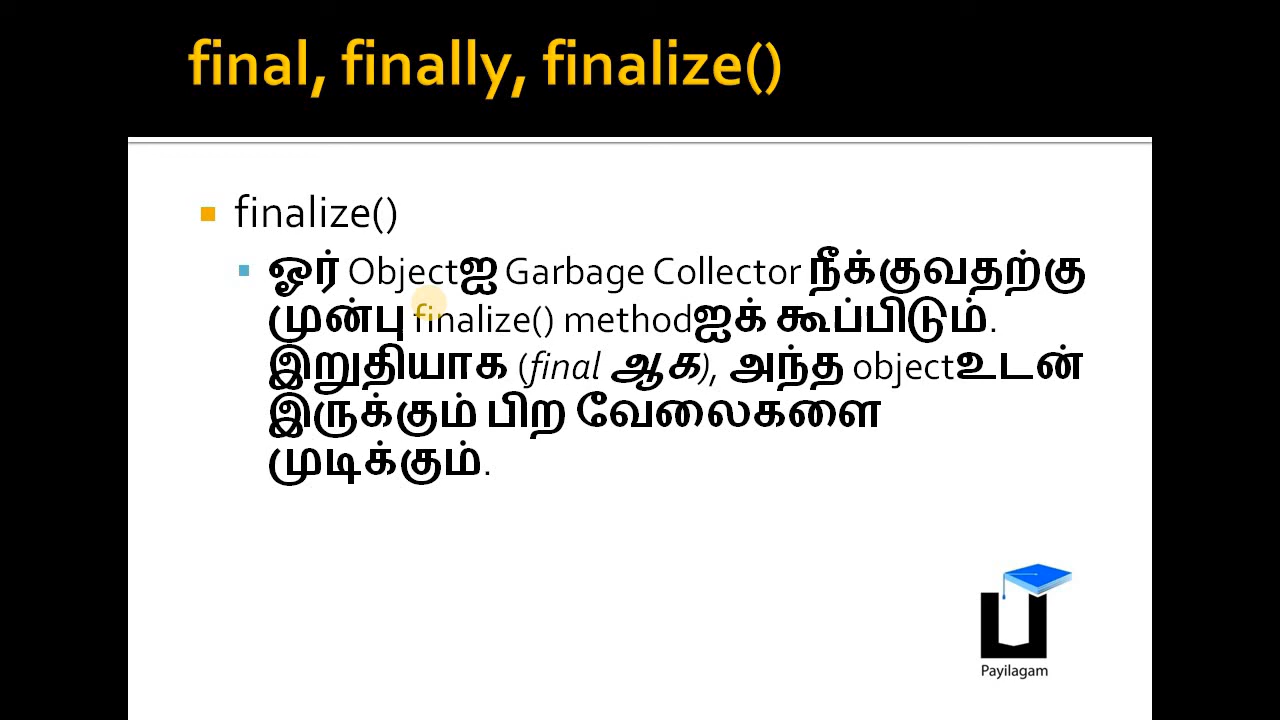 final, finally, finalize()
finalize()
ஓர் Objectஐ Garbage Collector நீக்குவதற்கு
முன்பு finalize() methodஐக் கூப்பிடும்.
இறுதியாக (final ஆக), அந்த objectஉடன்
இருக்கும் பிற வேலைகளை
முடிக்கும்.
Payilagam